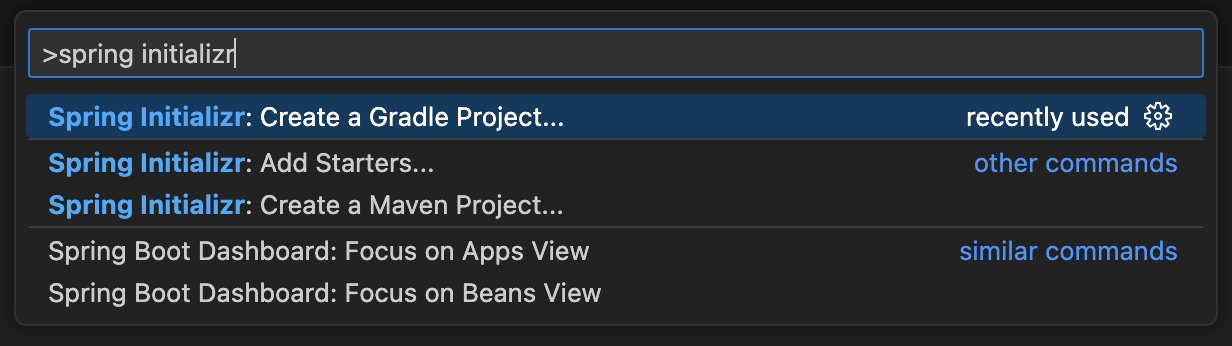 >spring initializr
Spring Initializr: Create a Gradle Project... recently used
Spring Initializr: Add Starters... other commands
Spring Initializr: Create a Maven Project...
Spring Boot Dashboard: Focus on Apps View similar commands
Spring Boot Dashboard: Focus on Beans View